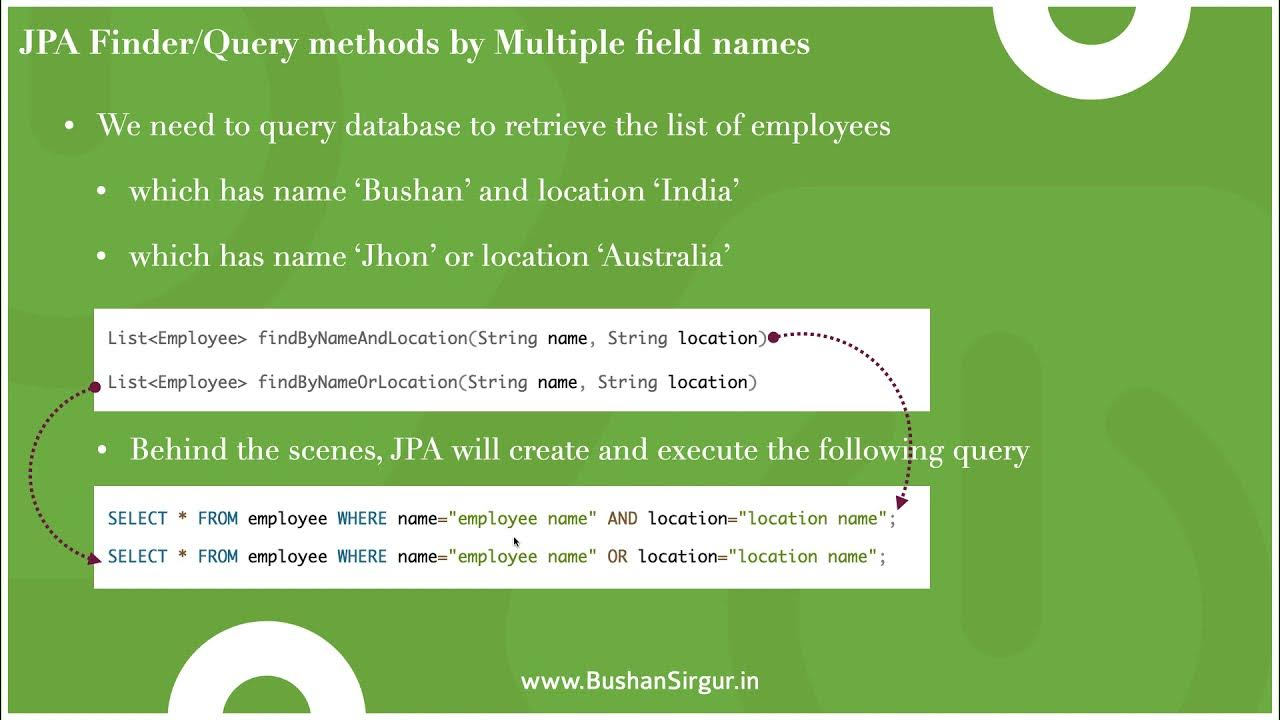 JPA Finder/Query methods by Multiple field names
• We need to query database to retrieve the list of employees
• which has name ‘Bushan’ and location ‘India’
• which has name ‘Jhon’ or location ‘Australia’
List<Employee> findByNameAndLocation(String name, String location)
List<Employee> findByNameOrLocation(String name, String location)
• Behind the scenes, JPA will create and execute the following query
SELECT * FROM employee WHERE name="employee name" AND location="location name";
SELECT * FROM employee WHERE name="employee name" OR location="location name";
www.BushanSirgur.in